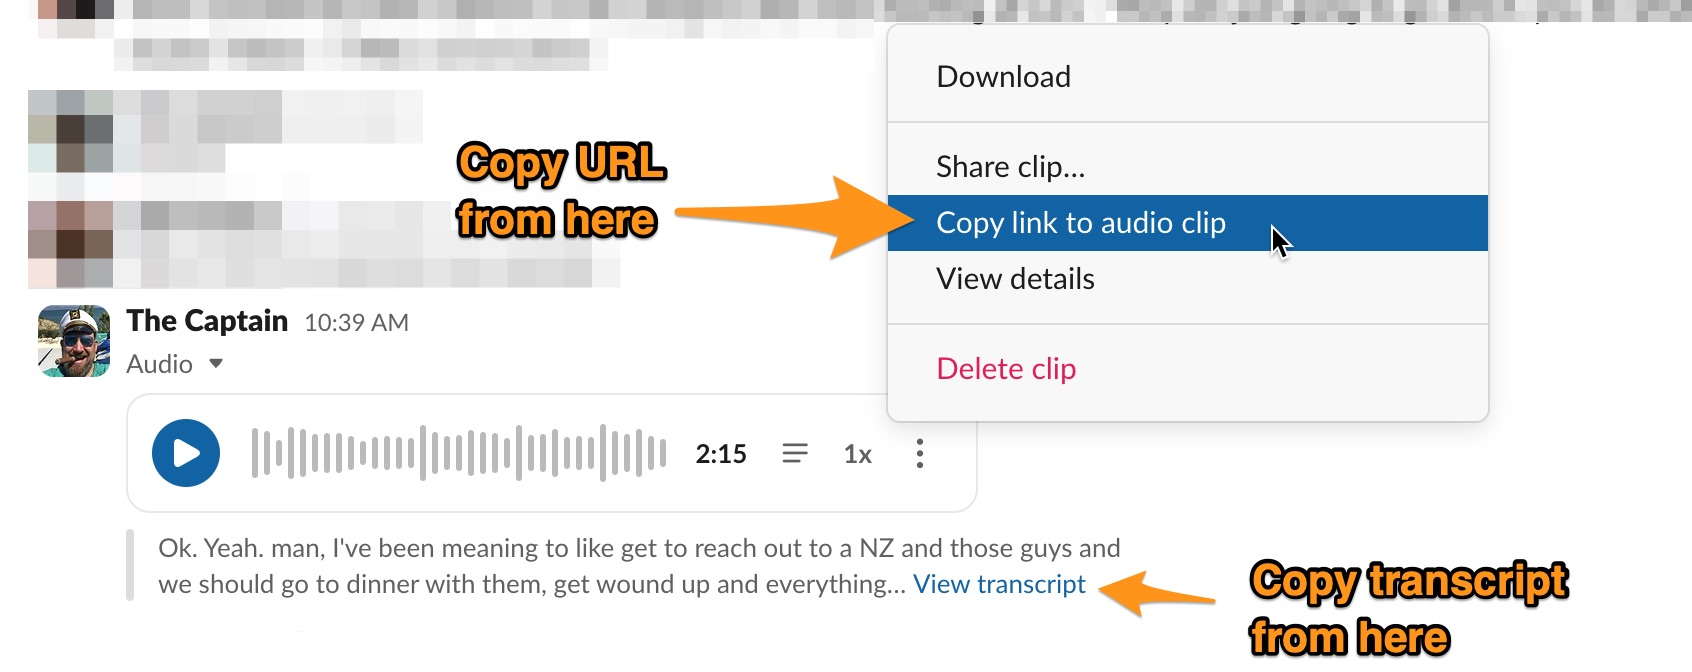 Download
Share clip...
Copy link to audio clip
View details
Delete clip
Copy URL
from here
The Captain 10:39 AM
Audio
2:15 1x
Ok. Yeah. man, I've been meaning to like get to reach out to a NZ and those guys and
we should go to dinner with them, get wound up and everything... View transcript
Copy transcript
from here